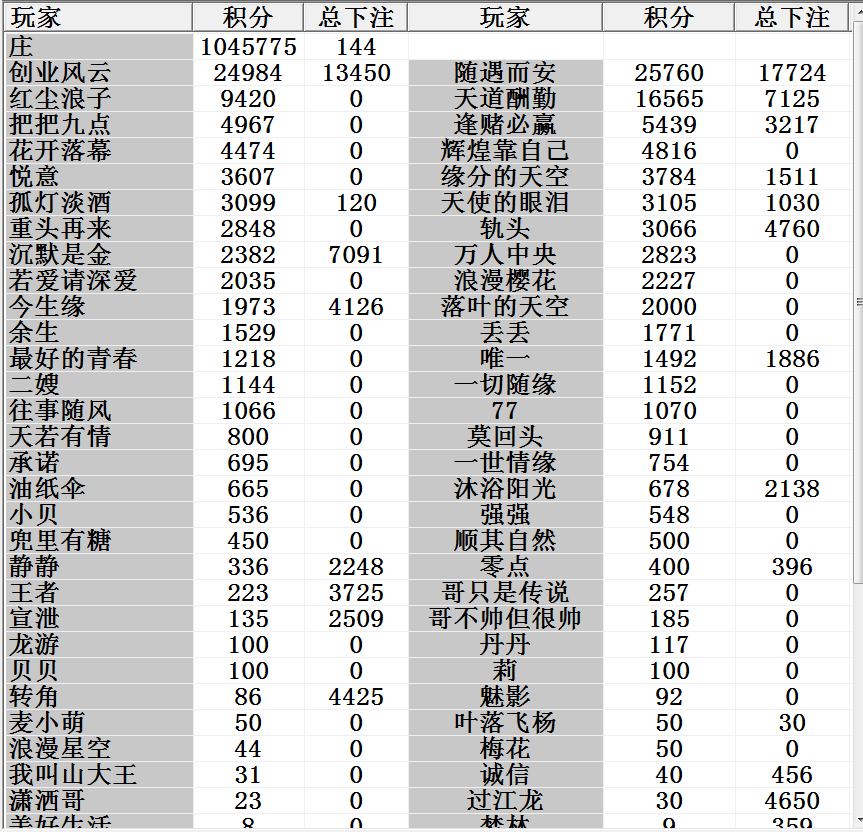 玩家 积分 总下注 玩家 积分 总下注
庄 1045775 144
创业风云 24984 13450 随遇而安 25760 17724
红尘浪子 9420 0 天道酬勤 16565 7125
把把九点 4967 0 逢赌必赢 5439 3217
花开落幕 4474 0 辉煌靠自己 4816 0
悦意 3607 0 缘分的天空 3784 1511
孤灯淡酒 3099 120 天使的眼泪 3105 1030
重头再来 2848 0 轨头 3066 4760
沉默是金 2382 7091 万人中央 2823 0
若爱请深爱 2035 0 浪漫樱花 2227 0
今生缘 1973 4126 落叶的天空 2000 0
余生 1529 0 丢丢 1771 0
最好的青春 1218 0 唯一 1492 1886
二嫂 1144 0 一切随缘 1152 0
往事随风 1066 0 77 1070 0
天若有情 800 0 莫回头 911 0
承诺 695 0 一世情缘 754 0
油纸伞 665 0 沐浴阳光 678 2138
小贝 536 0 强强 548 0
兜里有糖 450 0 顺其自然 500 0
静静 336 2248 零点 400 396
王者 223 3725 哥只是传说 257 0
宣泄 135 2509 哥不帅但很帅 185 0
龙游 100 0 丹丹 117 0
贝贝 100 0 莉 100 0
转角 86 4425 魅影 92 0
麦小萌 50 0 叶落飞杨 50 30
浪漫星空 44 0 梅花 50 0
我叫山大王 31 0 诚信 40 456
潇洒哥 23 0 过江龙 30 4650
美好生活 8 0 梦林 9 359